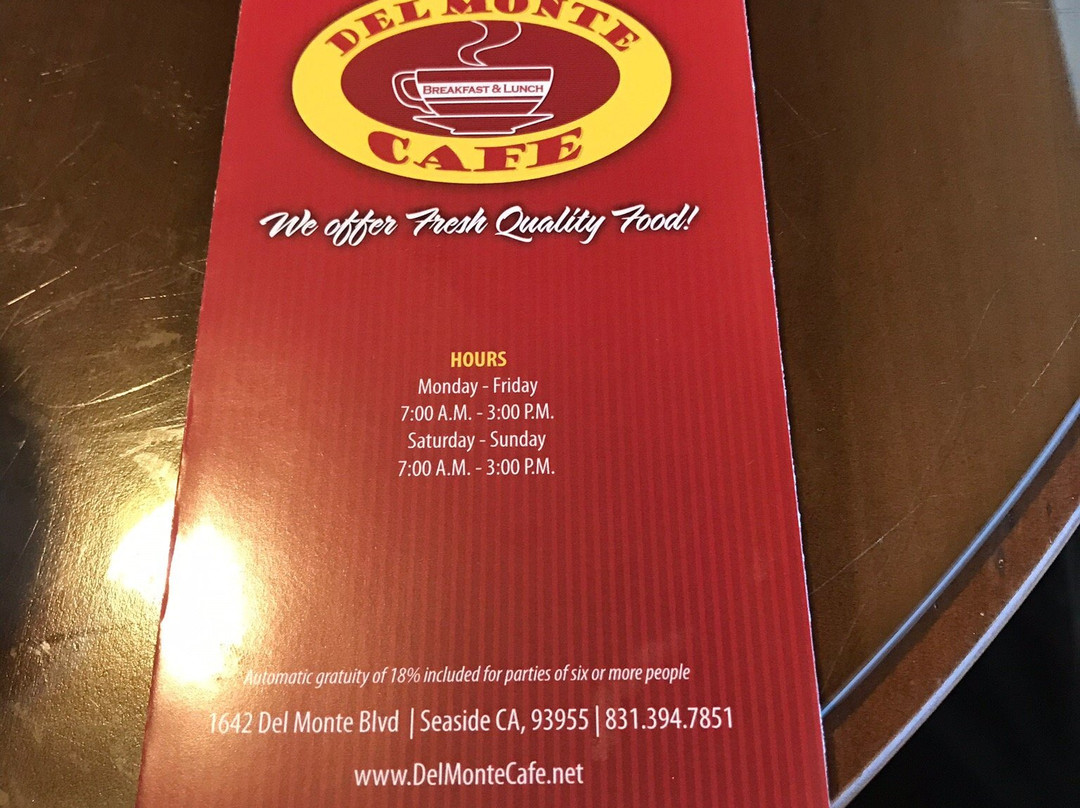 DEL MONTE
BREAKFAST & LUNCH
CAFE
We offer Fresh Quality Food!
HOURS
Monday - Friday
7:00 A.M. - 3:00 P.M.
Saturday - Sunday
7:00 A.M. - 3:00 P.M.
Automatic gratuity of 18% included for parties of six or more people
1642 Del Monte Blvd | Seaside CA, 93955 | 831.394.7851
www.DelMonteCafe.net